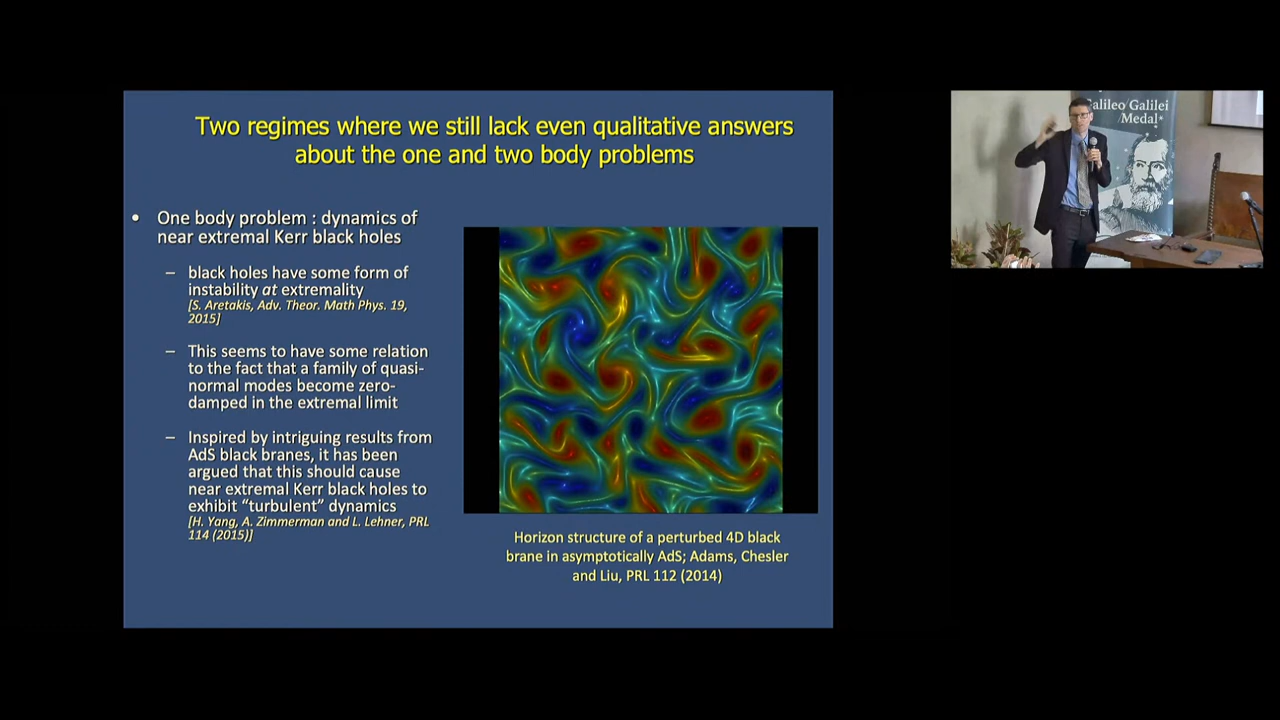 Two regimes where we still lack even qualitative answers
about the one and two body problems
• One body problem : dynamics of
near extremal Kerr black holes
– black holes have some form of
instability at extremality
[S. Aretakis, Adv. Theor. Math Phys. 19,
2015]
– This seems to have some relation
to the fact that a family of quasi-
normal modes become zero-
damped in the extremal limit
– Inspired by intriguing results from
AdS black branes, it has been
argued that this should cause
near extremal Kerr black holes to
exhibit “turbulent” dynamics
[H. Yang, A. Zimmerman and L. Lehner, PRL
114 (2015)]
Horizon structure of a perturbed 4D black
brane in asymptotically AdS; Adams, Chesler
and Liu, PRL 112 (2014)
Galileo Galilei
Medal